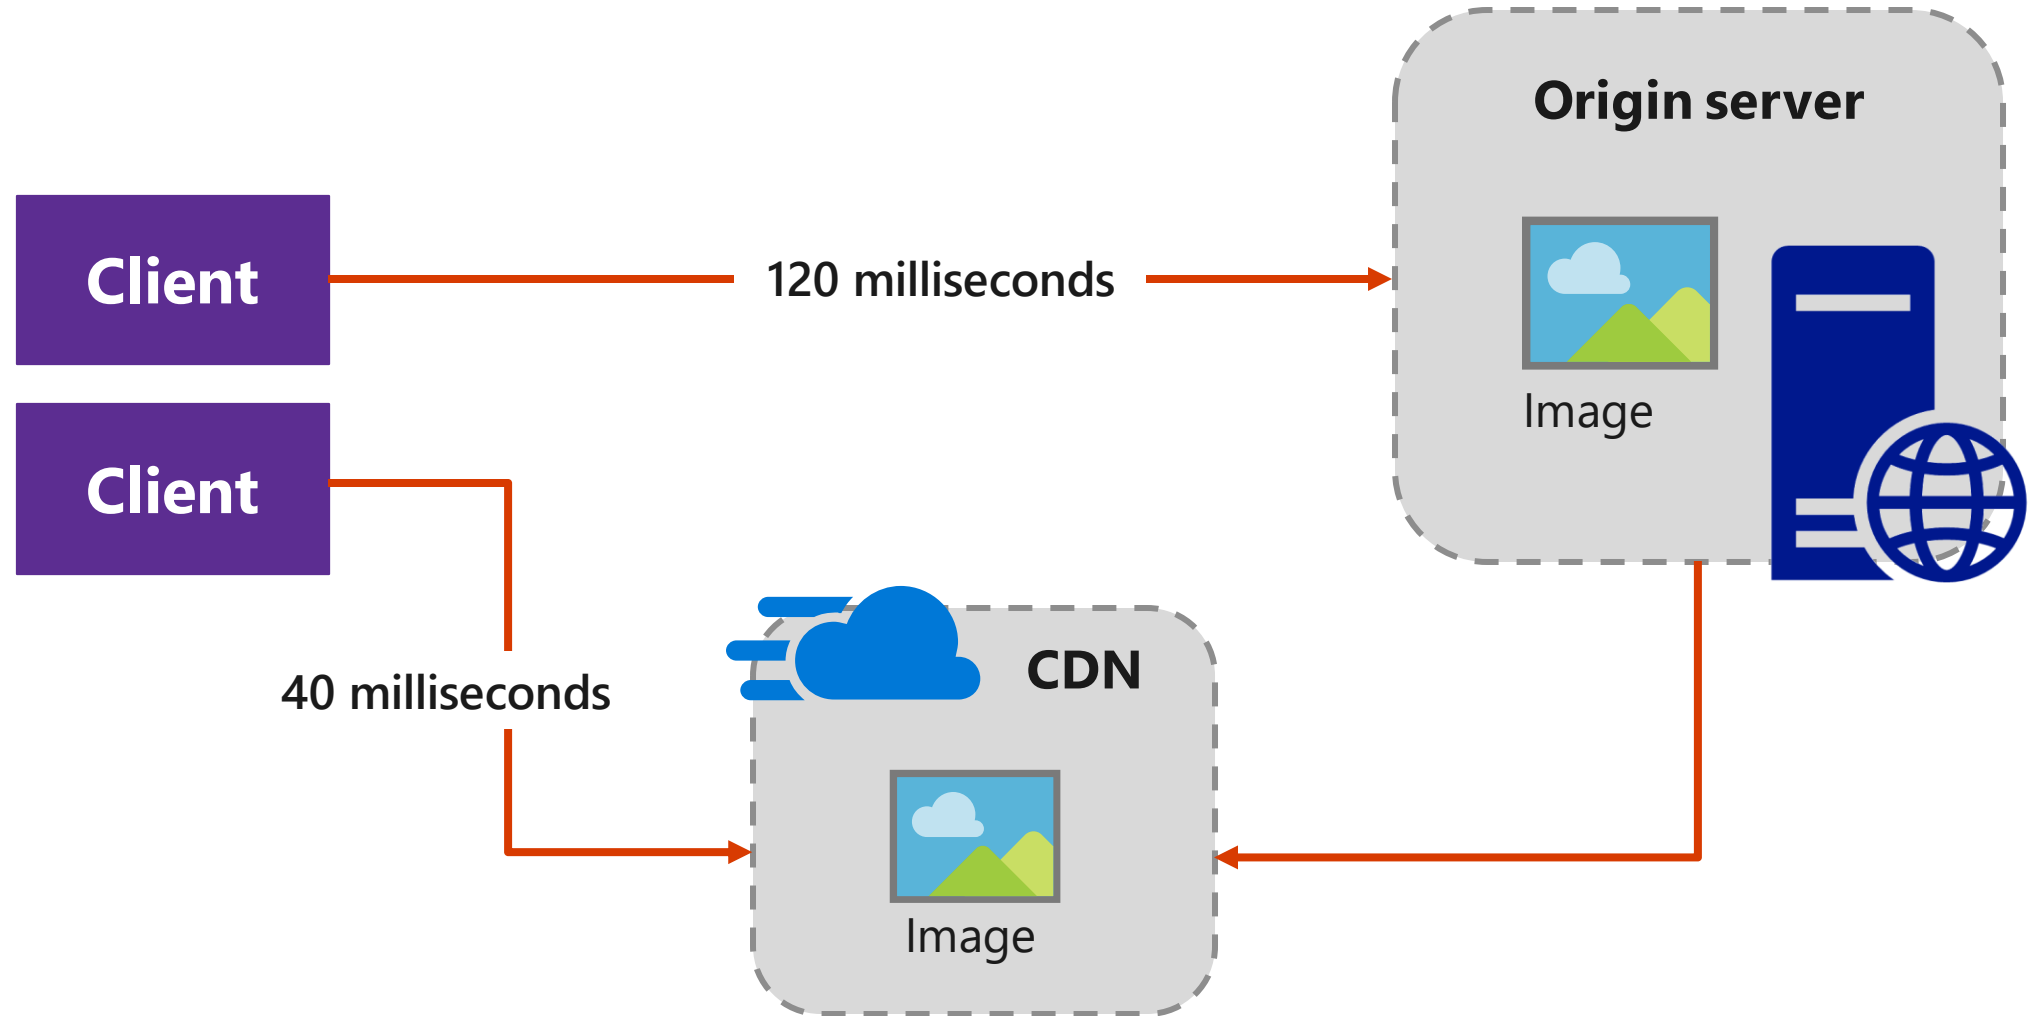 Origin server
Client
120 milliseconds
Image
Client
40 milliseconds
CDN
Image